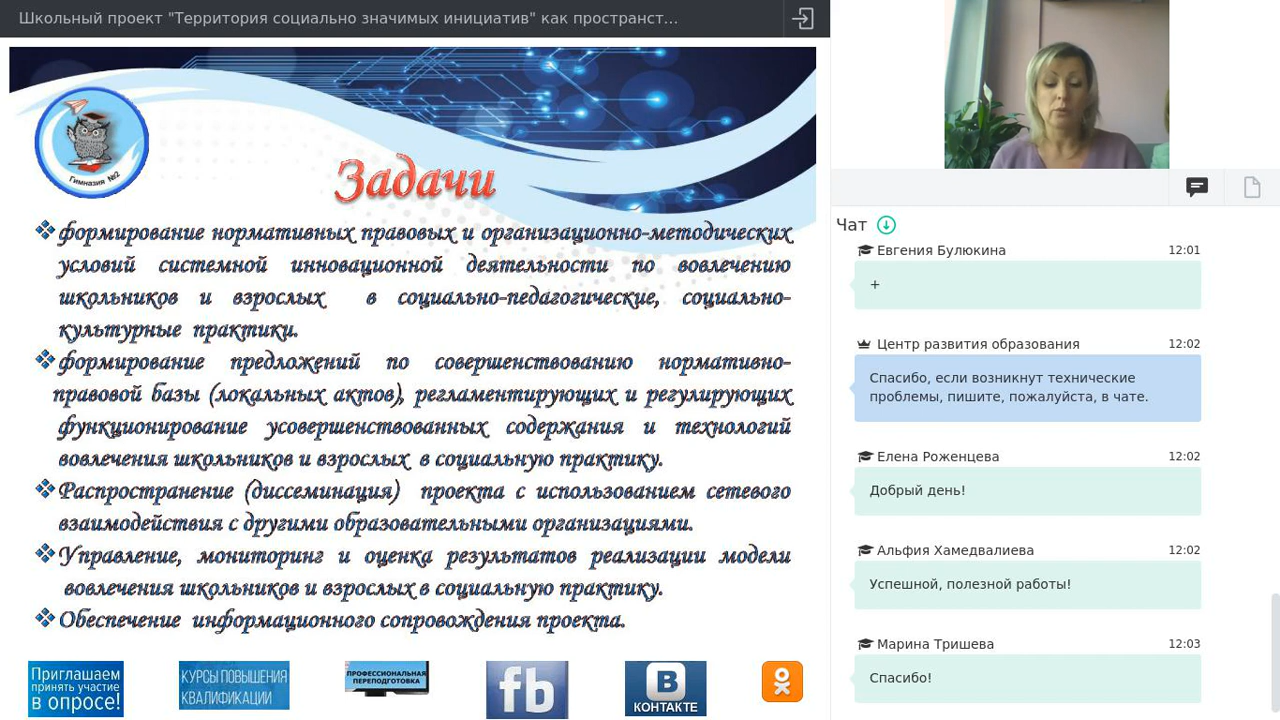 Школьный проект "Территория социально значимых инициатив" как пространст...
Гимназия №2
Задачи
формирование нормативных правовых и организационно-методических
условий системной инновационной деятельности по вовлечению
школьников и взрослых в социально-педагогические, социально-
культурные практики.
формирование предложений по совершенствованию нормативно-
правовой базы (локальных актов), регламентирующих и регулирующих
функционирование усовершенствованных содержания и технологий
вовлечения школьников и взрослых в социальную практику.
Распространение (диссеминация) проекта с использованием сетевого
взаимодействия с другими образовательными организациями.
Управление, мониторинг и оценка результатов реализации модели
вовлечения школьников и взрослых в социальную практику.
Обеспечение информационного сопровождения проекта.
Приглашаем
принять участие
в опросе!
КУРСЫ ПОВЫШЕНИЯ
КВАЛИФИКАЦИИ
ПРОФЕССИОНАЛЬНАЯ
ПЕРЕПОДГОТОВКА
fb
В
КОНТАКТЕ
Чат
Евгения Булюкина 12:01
+
Центр развития образования 12:02
Спасибо, если возникнут технические
проблемы, пишите, пожалуйста, в чате.
Елена Роженцева 12:02
Добрый день!
Альфия Хамедвалиева 12:02
Успешной, полезной работы!
Марина Тришева 12:03
Спасибо!